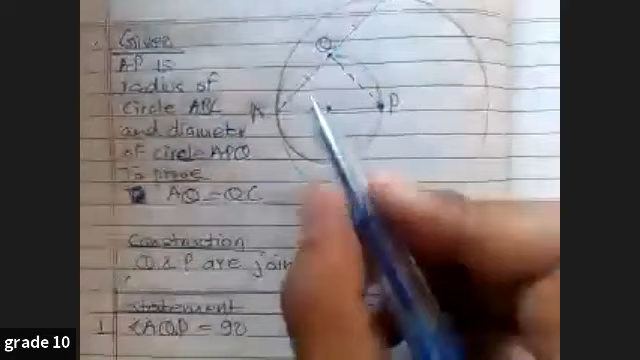 Given
AP is
radius of
Circle ABC
and diameter
of circle APQ
To prove
AQ = QC
Construction
Q & P are join
statement
1 ∢AQP = 90
Q
A
P
grade 10